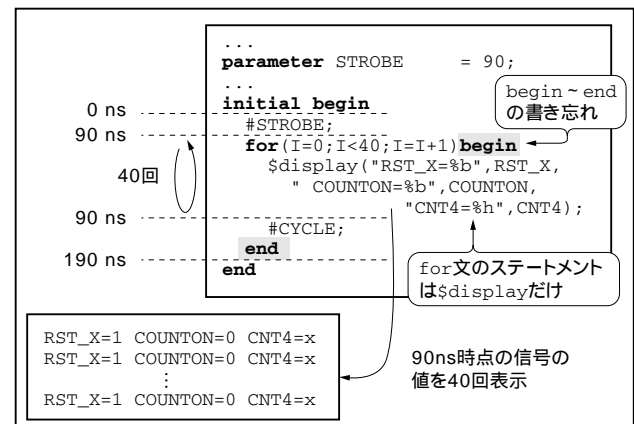 ...
parameter STROBE = 90;
...
initial begin
#STROBE;
for(I=0;I<40;I=I+1)begin
$display("RST_X=%b",RST_X,
" COUNTON=%b",COUNTON,
"CNT4=%h",CNT4);
#CYCLE;
end
end
begin~end
の書き忘れ
0 ns
90 ns
40回
90 ns
190 ns
for文のステートメント
は$displayだけ
RST_X=1 COUNTON=0 CNT4=x
RST_X=1 COUNTON=0 CNT4=x
⋮
RST_X=1 COUNTON=0 CNT4=x
90ns時点の信号の
値を40回表示